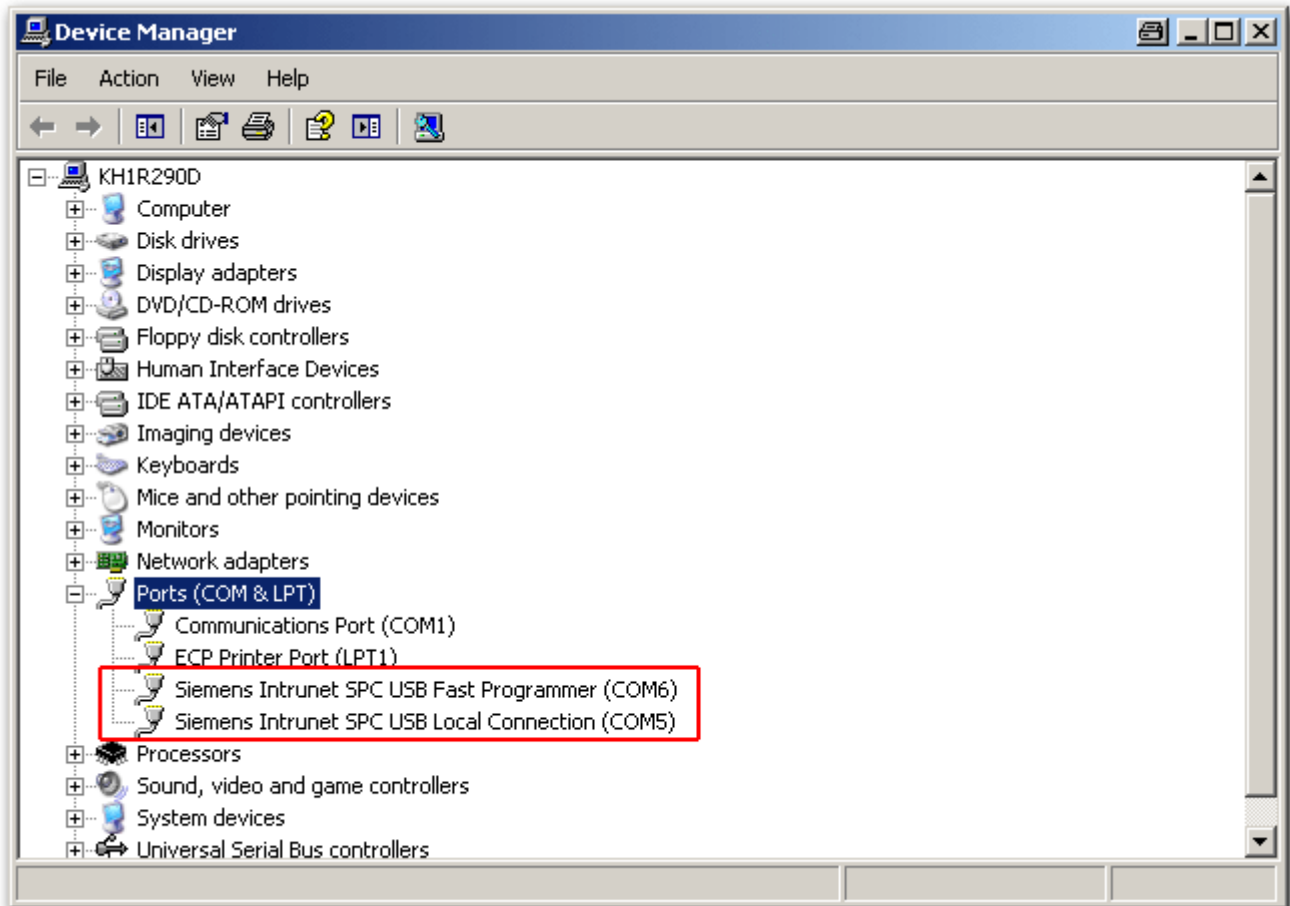 Device Manager
File Action View Help
KH1R290D
Computer
Disk drives
Display adapters
DVD/CD-ROM drives
Floppy disk controllers
Human Interface Devices
IDE ATA/ATAPI controllers
Imaging devices
Keyboards
Mice and other pointing devices
Monitors
Network adapters
Ports (COM & LPT)
Communications Port (COM1)
ECP Printer Port (LPT1)
Siemens Intrunet SPC USB Fast Programmer (COM6)
Siemens Intrunet SPC USB Local Connection (COM5)
Processors
Sound, video and game controllers
System devices
Universal Serial Bus controllers